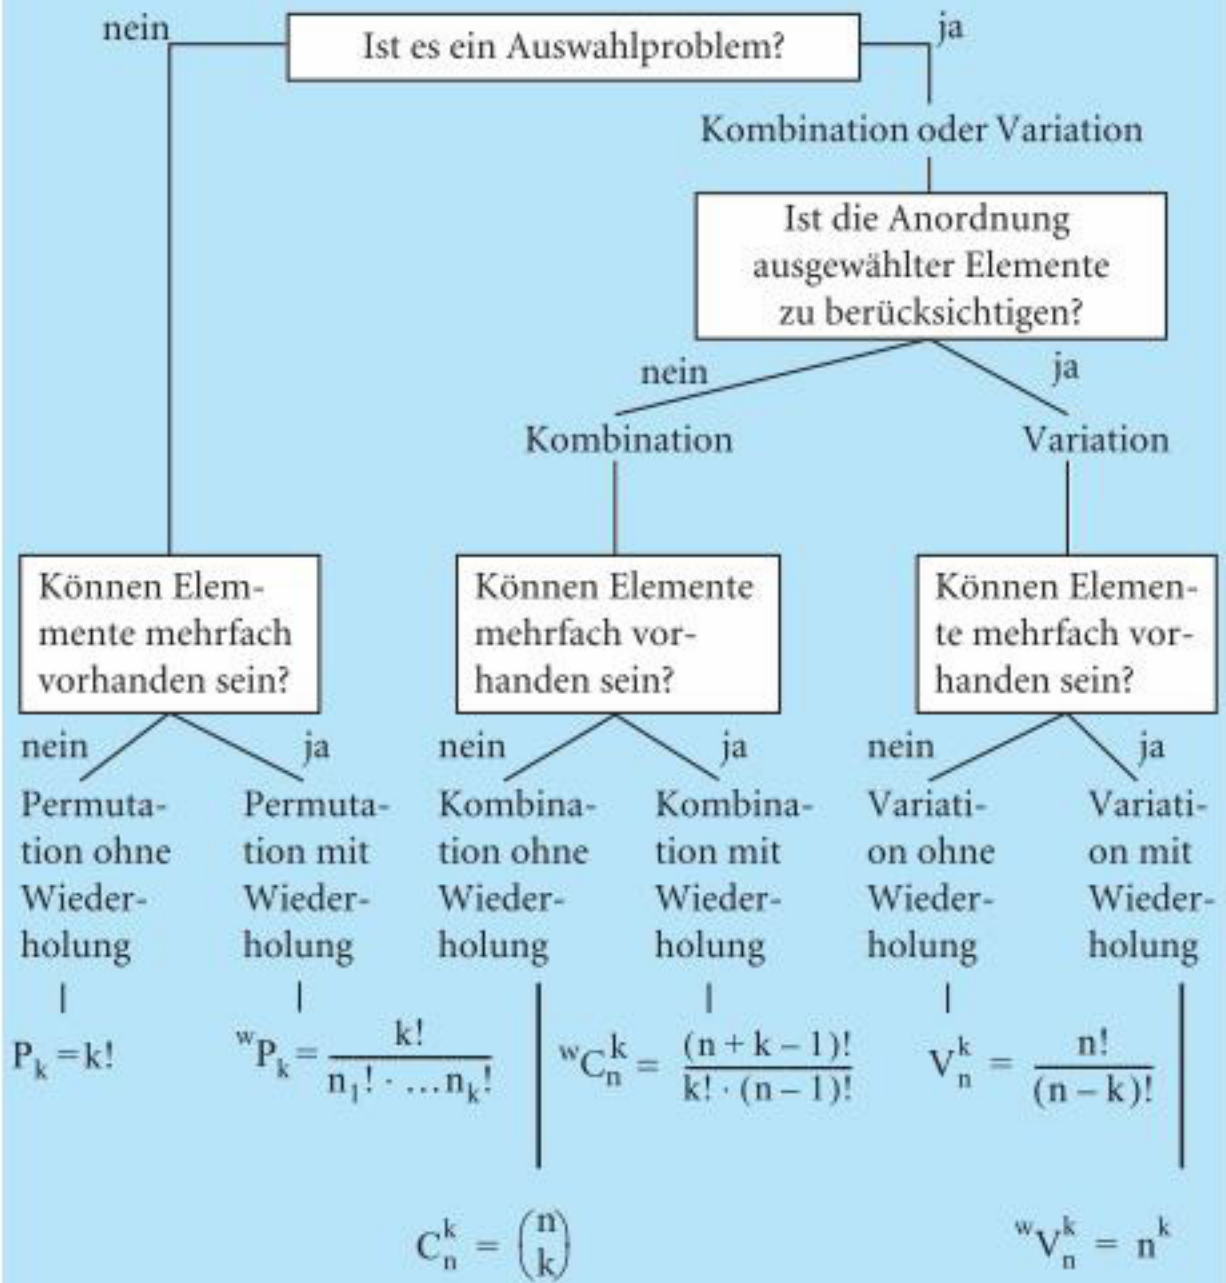 nein
Ist es ein Auswahlproblem?
ja
Kombination oder Variation
Ist die Anordnung
ausgewählter Elemente
zu berücksichtigen?
nein
ja
Kombination
Variation
Können Elem-
mente mehrfach
vorhanden sein?
Können Elemente
mehrfach vor-
handen sein?
Können Elemen-
te mehrfach vor-
handen sein?
nein
ja
nein
ja
nein
ja
Permuta-
tion ohne
Wieder-
holung
Permuta-
tion mit
Wieder-
holung
Kombina-
tion ohne
Wieder-
holung
Kombina-
tion mit
Wieder-
holung
Variati-
on ohne
Wieder-
holung
Variati-
on mit
Wieder-
holung
P_k = k!
^wP_k = k! / (n_1! · …n_k!)
^wC_n^k = (n + k – 1)! / (k! · (n – 1)!)
V_n^k = n! / (n – k)!
C_n^k = (n k)
^wV_n^k = n^k